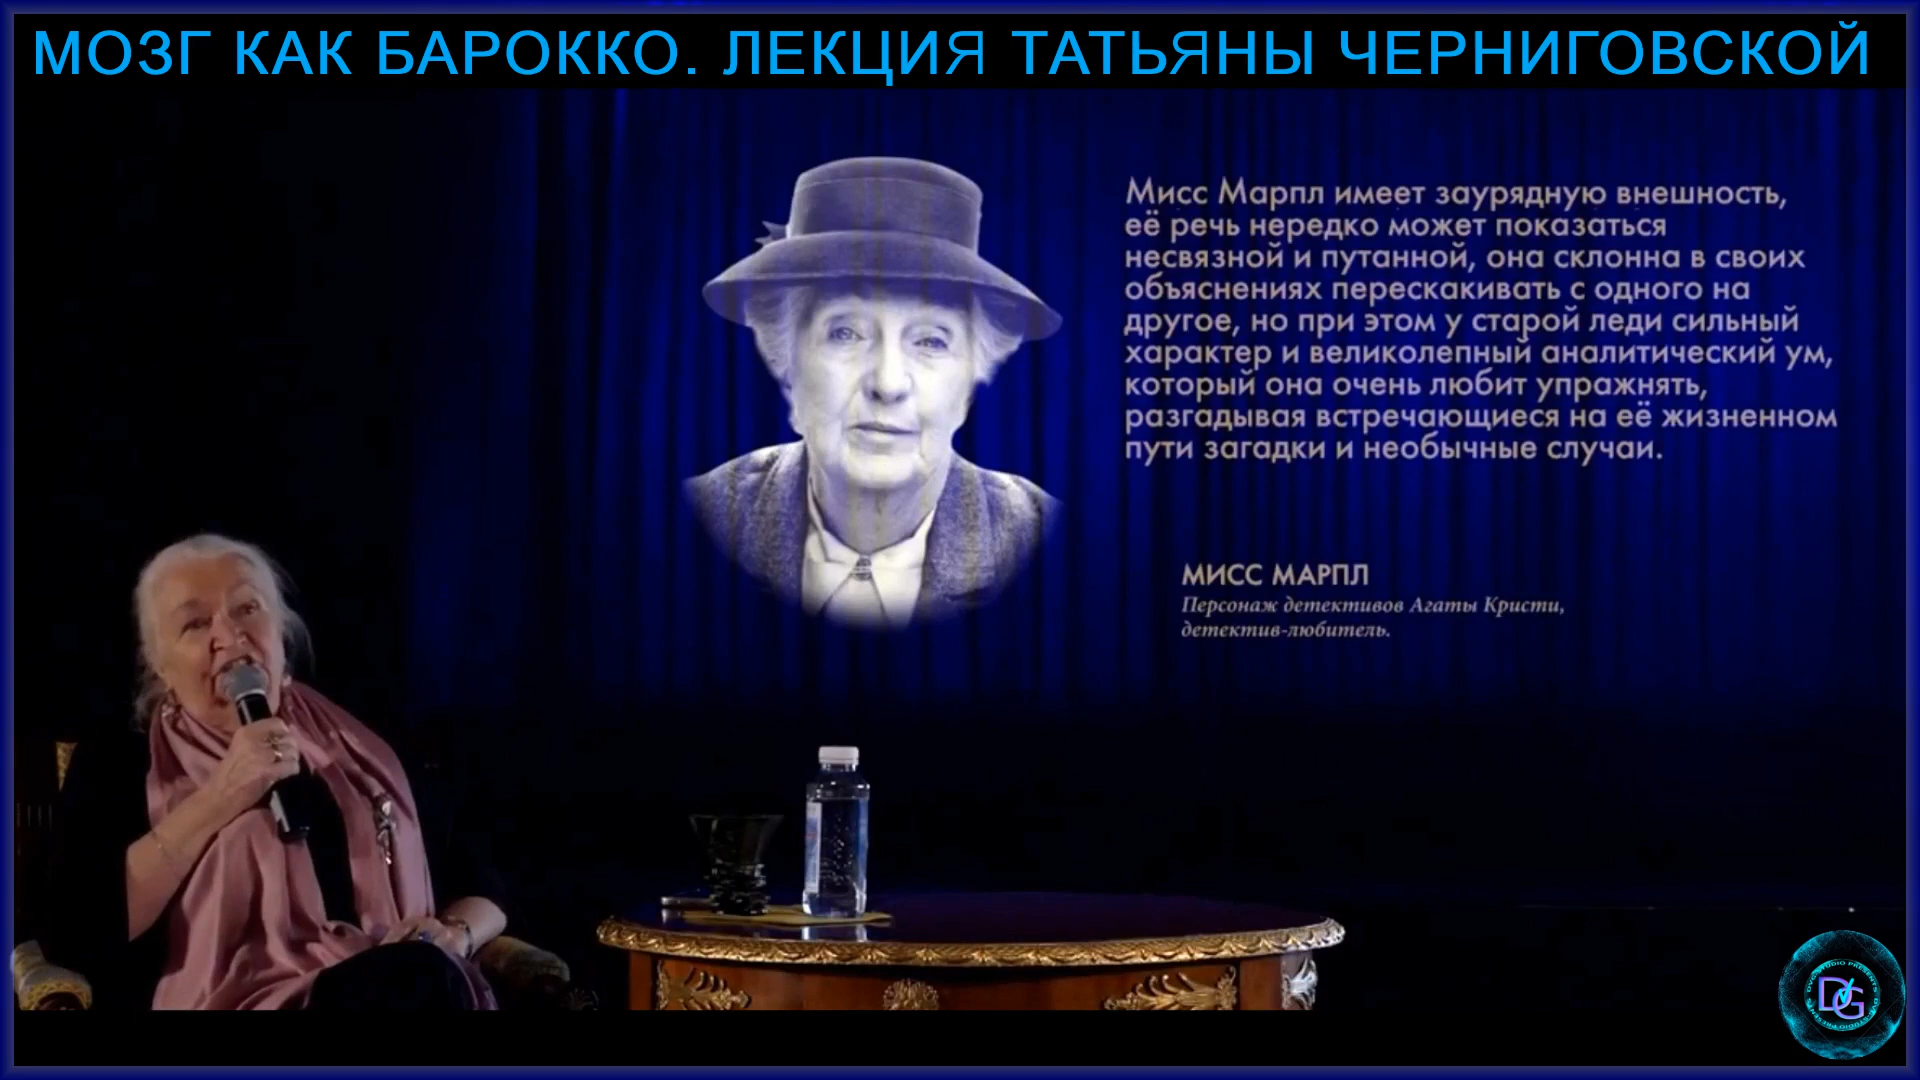 МОЗГ КАК БАРОККО. ЛЕКЦИЯ ТАТЬЯНЫ ЧЕРНИГОВСКОЙ
Мисс Марпл имеет заурядную внешность,
её речь нередко может показаться
несвязной и путанной, она склонна в своих
объяснениях перескакивать с одного на
другое, но при этом у старой леди сильный
характер и великолепный аналитический ум,
который она очень любит упражнять,
разгадывая встречающиеся на её жизненном
пути загадки и необычные случаи.
МИСС МАРПЛ
Персонаж детективов Агаты Кристи,
детектив-любитель.
DG